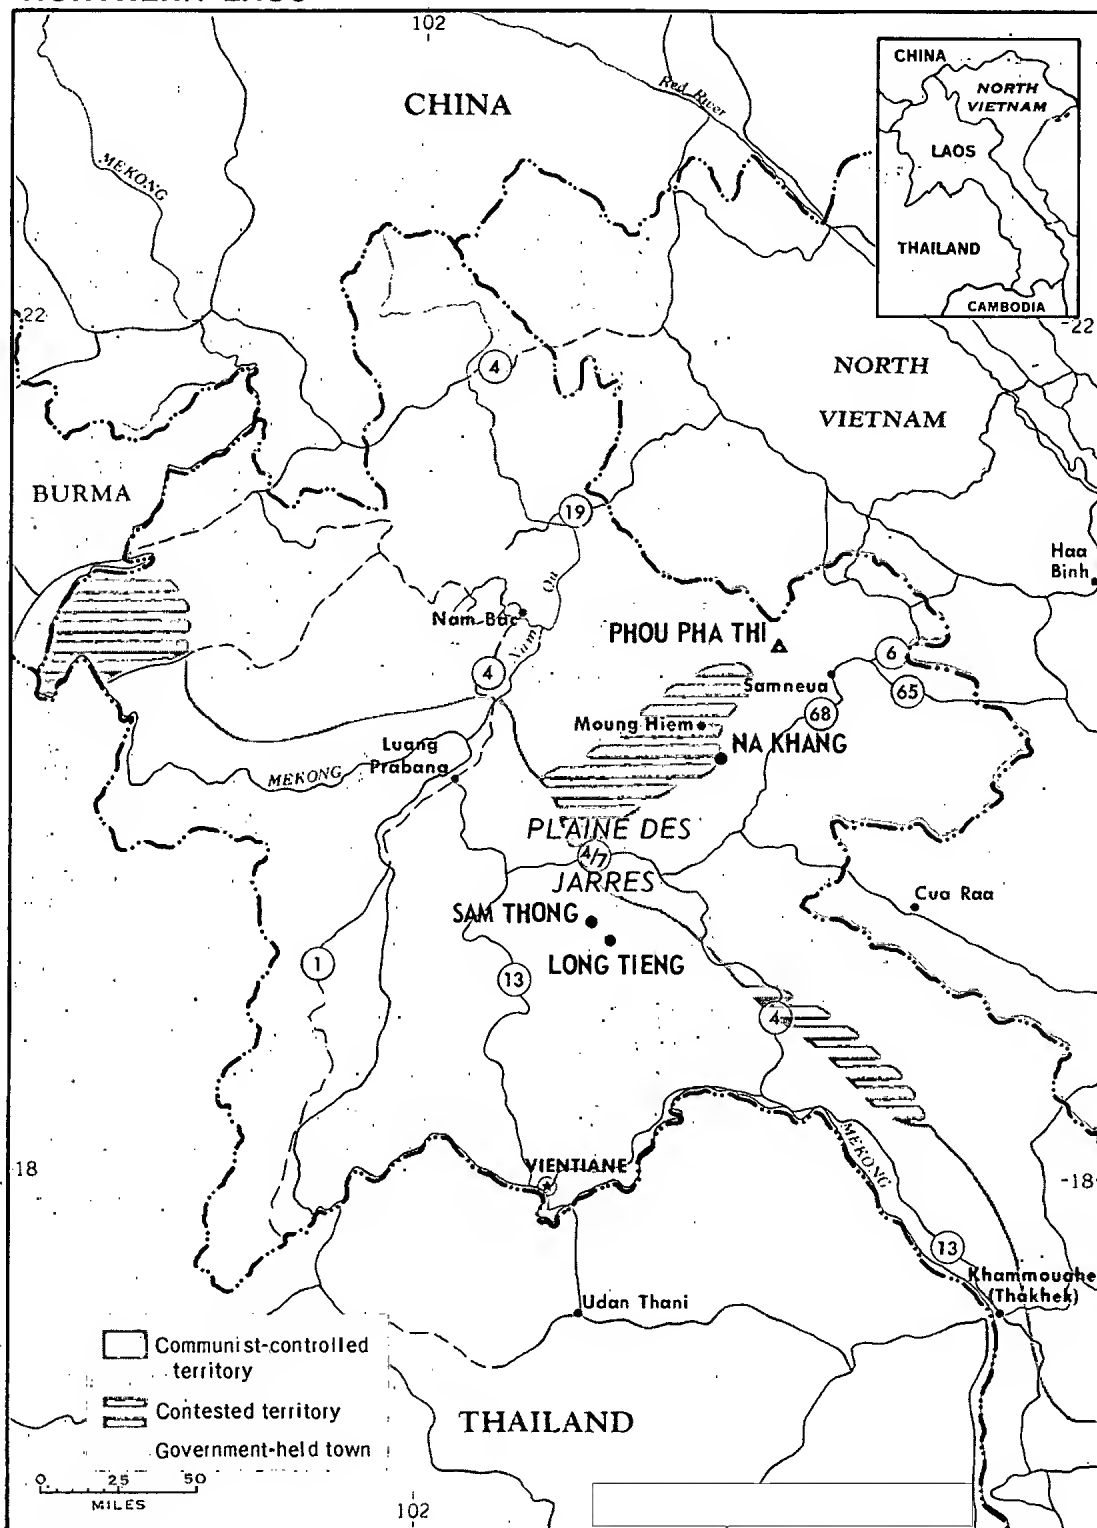 102
CHINA
Red River
MEKONG
CHINA
NORTH
VIETNAM
LAOS
THAILAND
CAMBODIA
22
22
4
NORTH
VIETNAM
BURMA
19
Haa
Binh
Ou
Nam Bac
Nam
PHOU PHA THI
6
4
Samneua
65
68
Moung Hiem
NA KHANG
Luang
Prabang
MEKONG
PLAINE DES
4/7
JARRES
Cua Raa
SAM THONG
LONG TIENG
1
13
4
MEKONG
18
VIENTIANE
18
13
Khammouane
(Thakhek)
Udan Thani
Communist-controlled
territory
Contested territory
Government-held town
THAILAND
0 25 50
MILES
102